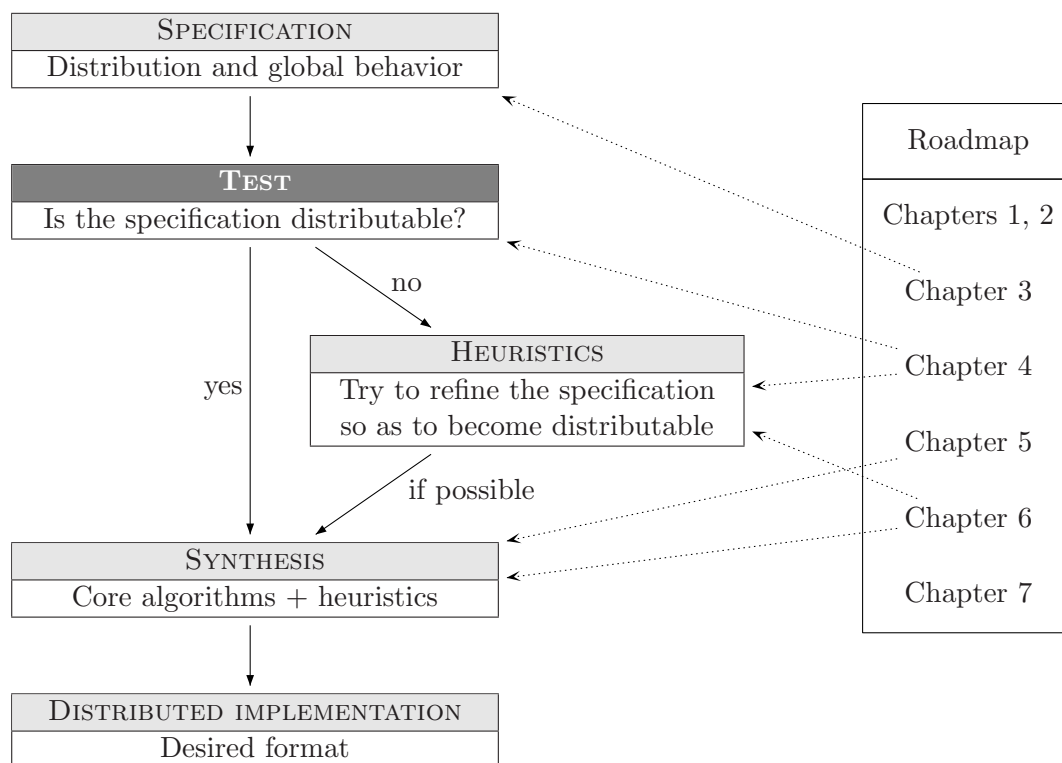 SPECIFICATION
Distribution and global behavior
TEST
Is the specification distributable?
no
yes
HEURISTICS
Try to refine the specification
so as to become distributable
if possible
SYNTHESIS
Core algorithms + heuristics
DISTRIBUTED IMPLEMENTATION
Desired format
Roadmap
Chapters 1, 2
Chapter 3
Chapter 4
Chapter 5
Chapter 6
Chapter 7